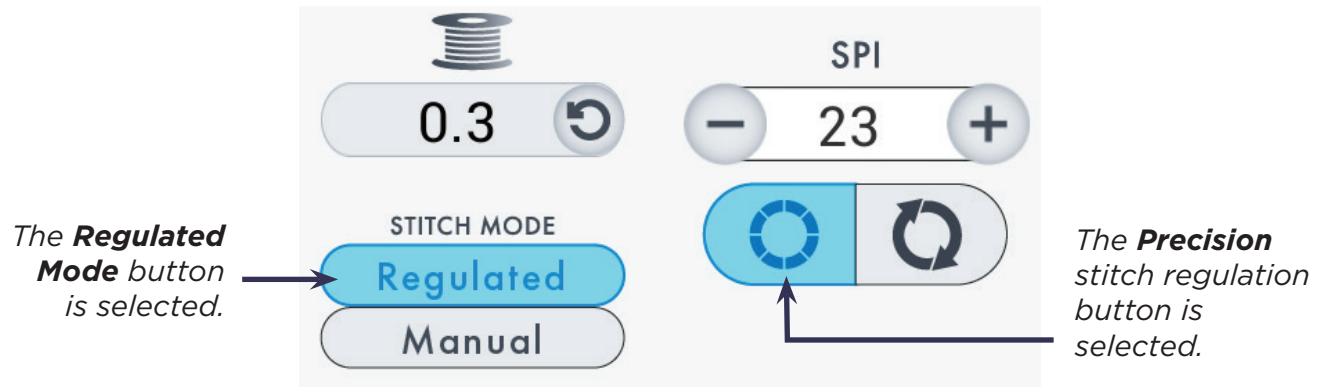 SPI
0.3
23
STITCH MODE
Regulated
Manual
The Regulated
Mode button
is selected.
The Precision
stitch regulation
button is
selected.